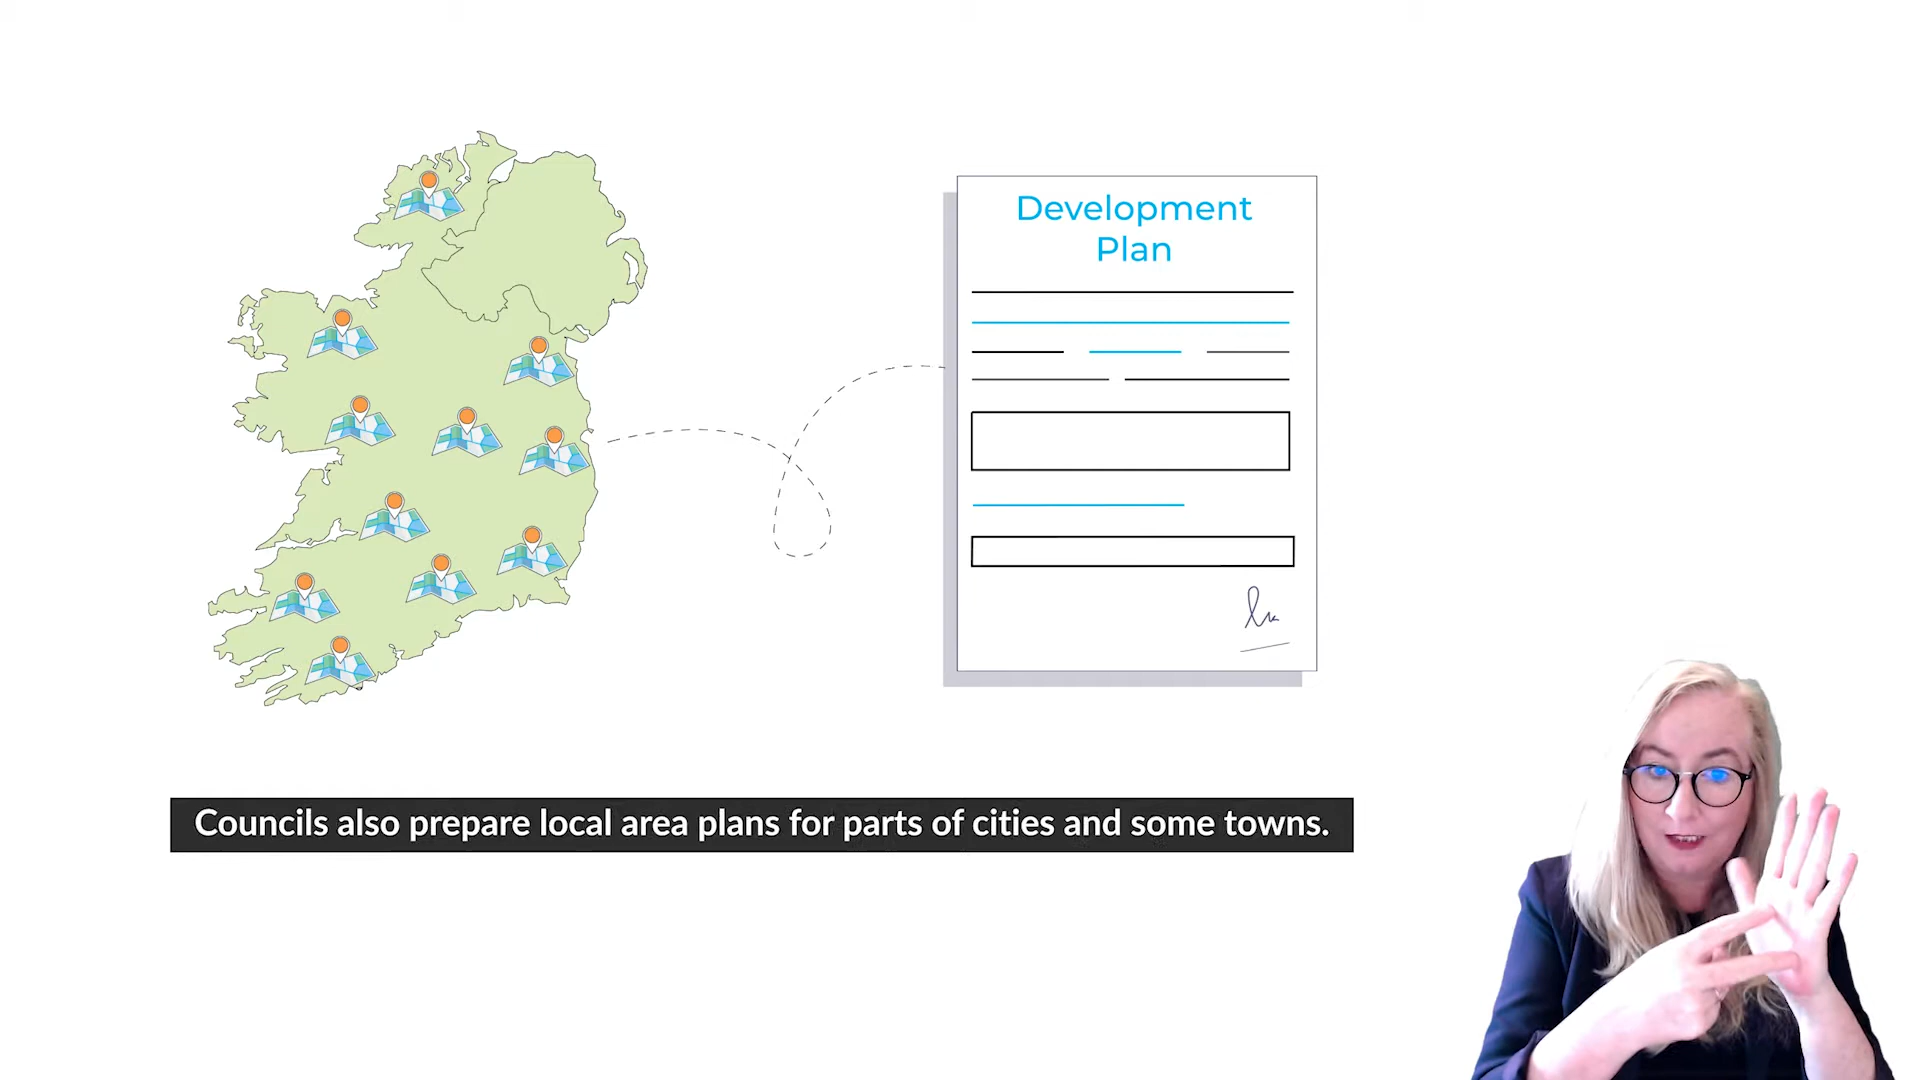 Development
Plan
Councils also prepare local area plans for parts of cities and some towns.